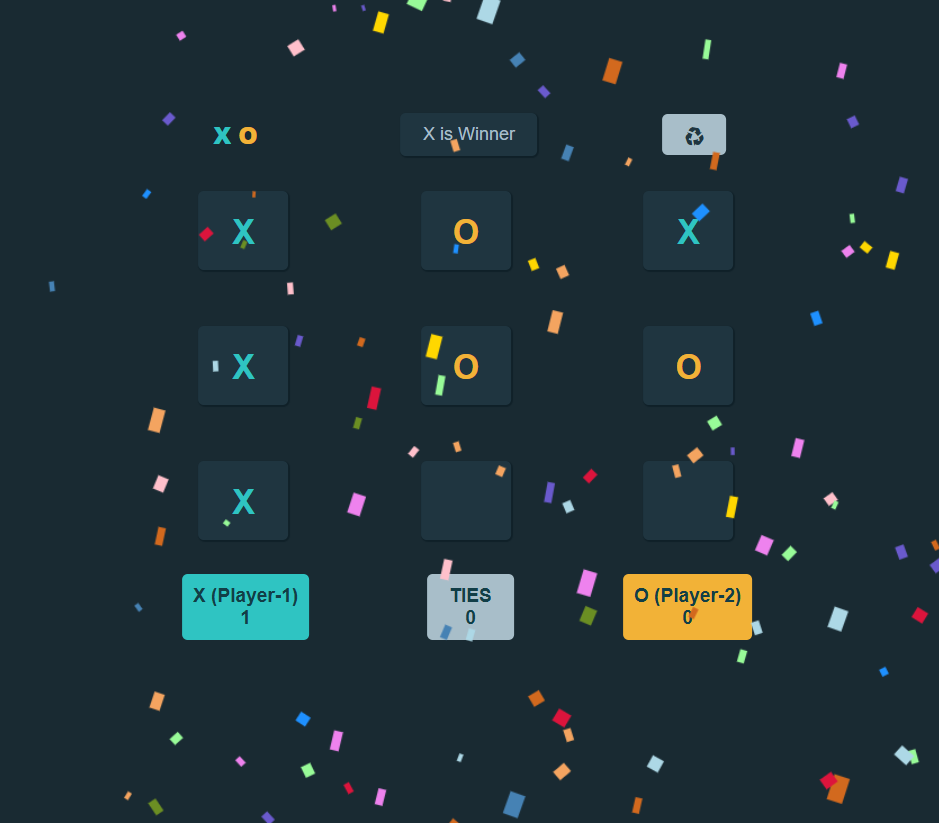 X O
X is Winner
X O X
X O O
X
X (Player-1)
1
TIES
0
O (Player-2)
0